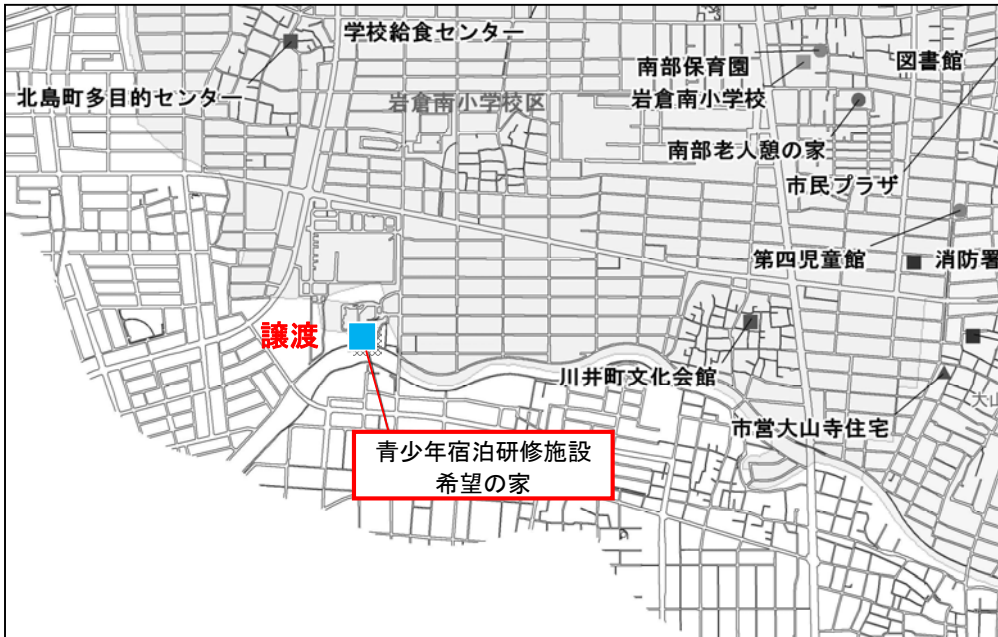 学校給食センター
南部保育園
図書館
北島町多目的センター
岩倉南小学校区
岩倉南小学校
南部老人憩の家
市民プラザ
第四児童館
消防署
譲渡
川井町文化会館
大山
市営大山寺住宅
青少年宿泊研修施設
希望の家